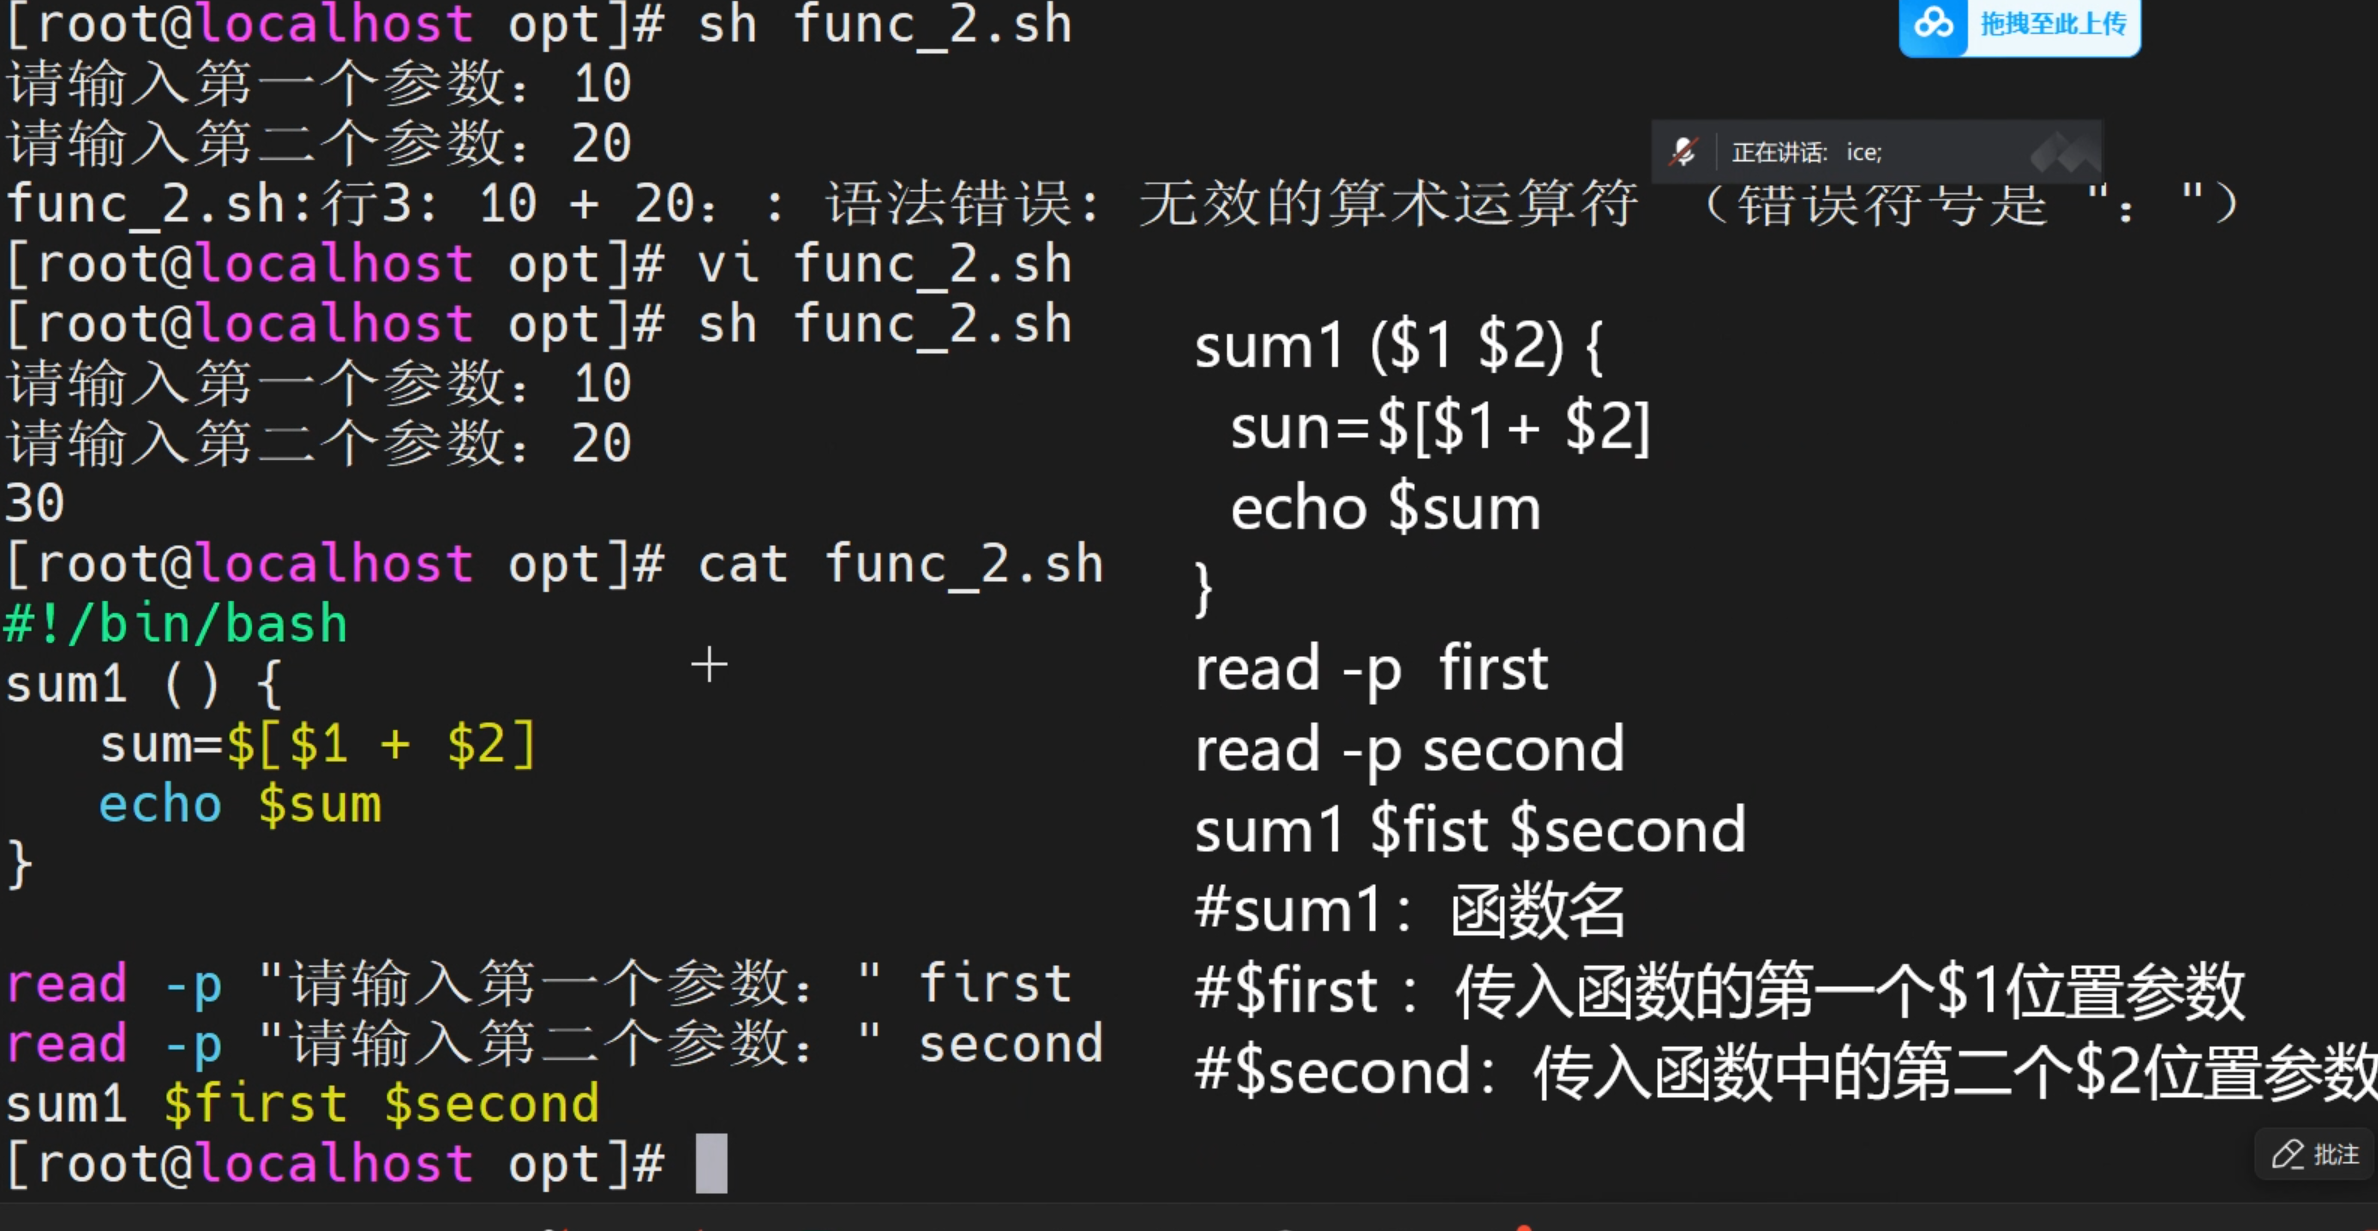 [root@localhost opt]# sh func_2.sh
请输入第一个参数：10
请输入第二个参数：20
func_2.sh:行3: 10 + 20：: 语法错误: 无效的算术运算符 （错误符号是 "：")
[root@localhost opt]# vi func_2.sh
[root@localhost opt]# sh func_2.sh
请输入第一个参数：10
请输入第二个参数：20
30
[root@localhost opt]# cat func_2.sh
#!/bin/bash
sum1 () {
   sum=$[$1 + $2]
   echo $sum
}

read -p "请输入第一个参数：" first
read -p "请输入第二个参数：" second
sum1 $first $second
[root@localhost opt]#
拖拽至此上传
正在讲话: ice;
sum1 ($1 $2) {
  sun=$[$1+ $2]
  echo $sum
}
read -p  first
read -p second
sum1 $fist $second
#sum1：函数名
#$first ：传入函数的第一个$1位置参数
#$second：传入函数中的第二个$2位置参数
批注